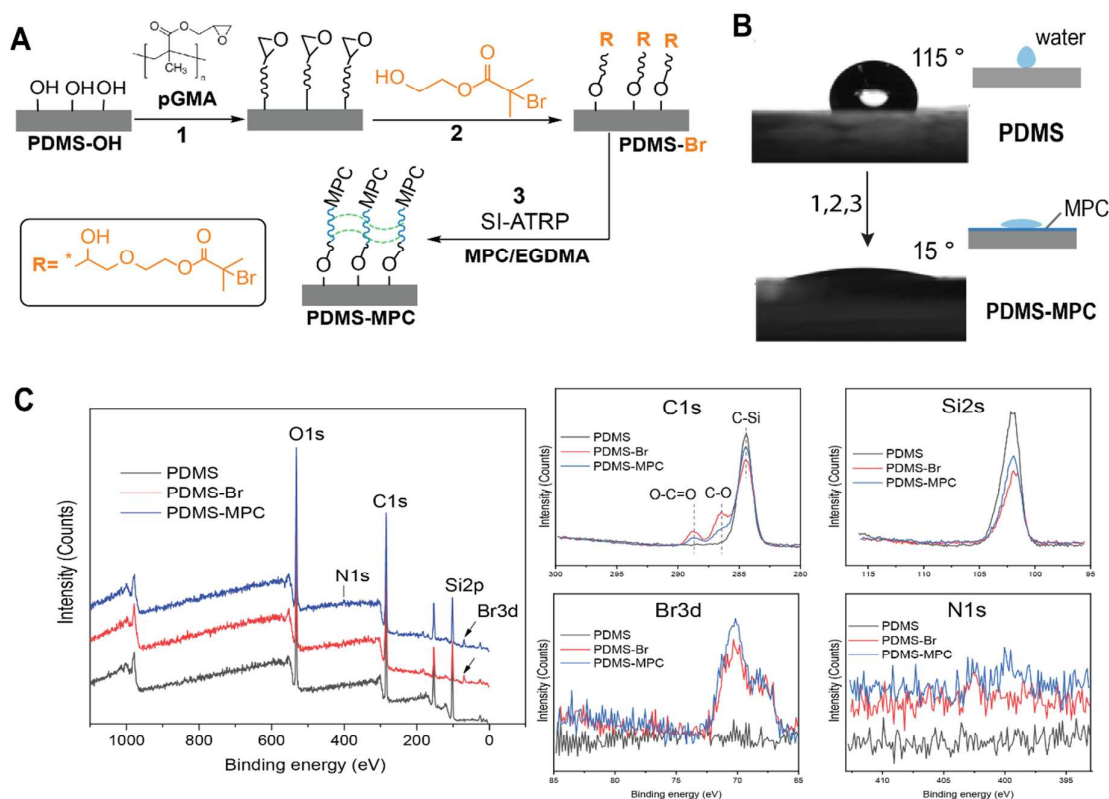 A
O
O
O
CH3
n
pGMA
1
OH OH OH
PDMS-OH
O O O
HO
O
O
Br
2
R R R
O O O
PDMS-Br
3
SI-ATRP
MPC/EGDMA
MPC MPC MPC
O O O
PDMS-MPC
R= *
OH
O
O
O
Br
B
115 °
water
PDMS
1,2,3
MPC
15 °
PDMS-MPC
C
O1s
C1s
N1s
Si2p
Br3d
PDMS
PDMS-Br
PDMS-MPC
Intensity (Counts)
1000 800 600 400 200 0
Binding energy (eV)
C1s
C-Si
PDMS
PDMS-Br
PDMS-MPC
O-C=O
C-O
Intensity (Counts)
300 296 292 288 284 280
Si2s
PDMS
PDMS-Br
PDMS-MPC
Intensity (Counts)
115 110 105 100 95
Br3d
PDMS
PDMS-Br
PDMS-MPC
Intensity (Counts)
85 80 75 70 65
Binding energy (eV)
N1s
PDMS
PDMS-Br
PDMS-MPC
Intensity (Counts)
410 405 400 395
Binding energy (eV)